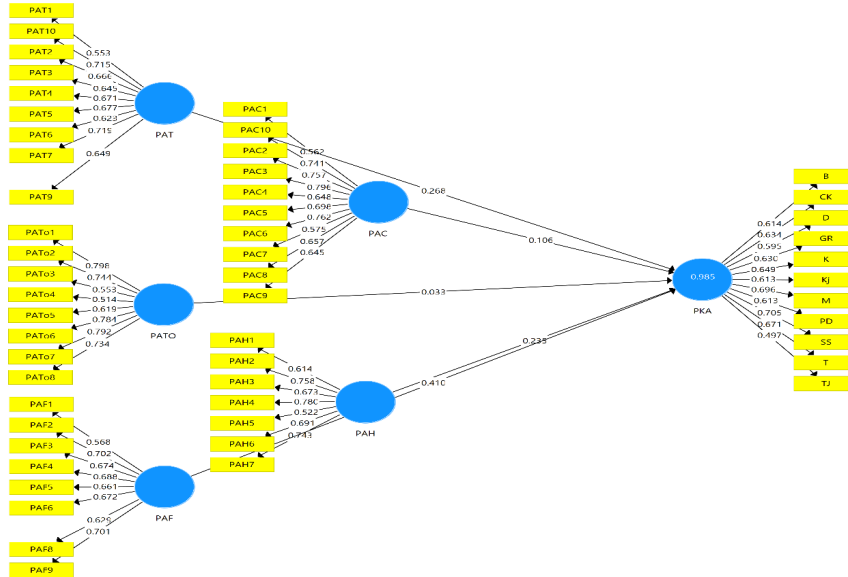 PAT1
PAT10
PAT2
PAT3
PAT4
PAT5
PAT6
PAT7
PAT9
0.553
0.715
0.666
0.645
0.671
0.677
0.623
0.719
0.649
PAT
PAC1
PAC10
PAC2
PAC3
PAC4
PAC5
PAC6
PAC7
PAC8
PAC9
0.562
0.741
0.757
0.796
0.648
0.698
0.762
0.575
0.657
0.645
PAC
PATo1
PATo2
PATo3
PATo4
PATo5
PATo6
PATo7
PATo8
0.798
0.744
0.553
0.514
0.619
0.784
0.792
0.734
PATO
PAH1
PAH2
PAH3
PAH4
PAH5
PAH6
PAH7
0.614
0.758
0.673
0.780
0.522
0.691
0.743
PAH
PAF1
PAF2
PAF3
PAF4
PAF5
PAF6
PAF8
PAF9
0.568
0.702
0.674
0.688
0.661
0.672
0.629
0.701
PAF
0.268
0.106
0.033
0.235
0.410
0.985
PKA
0.614
0.634
0.595
0.630
0.649
0.613
0.696
0.613
0.705
0.671
0.497
B
CK
D
GR
K
KJ
M
PD
SS
T
TJ